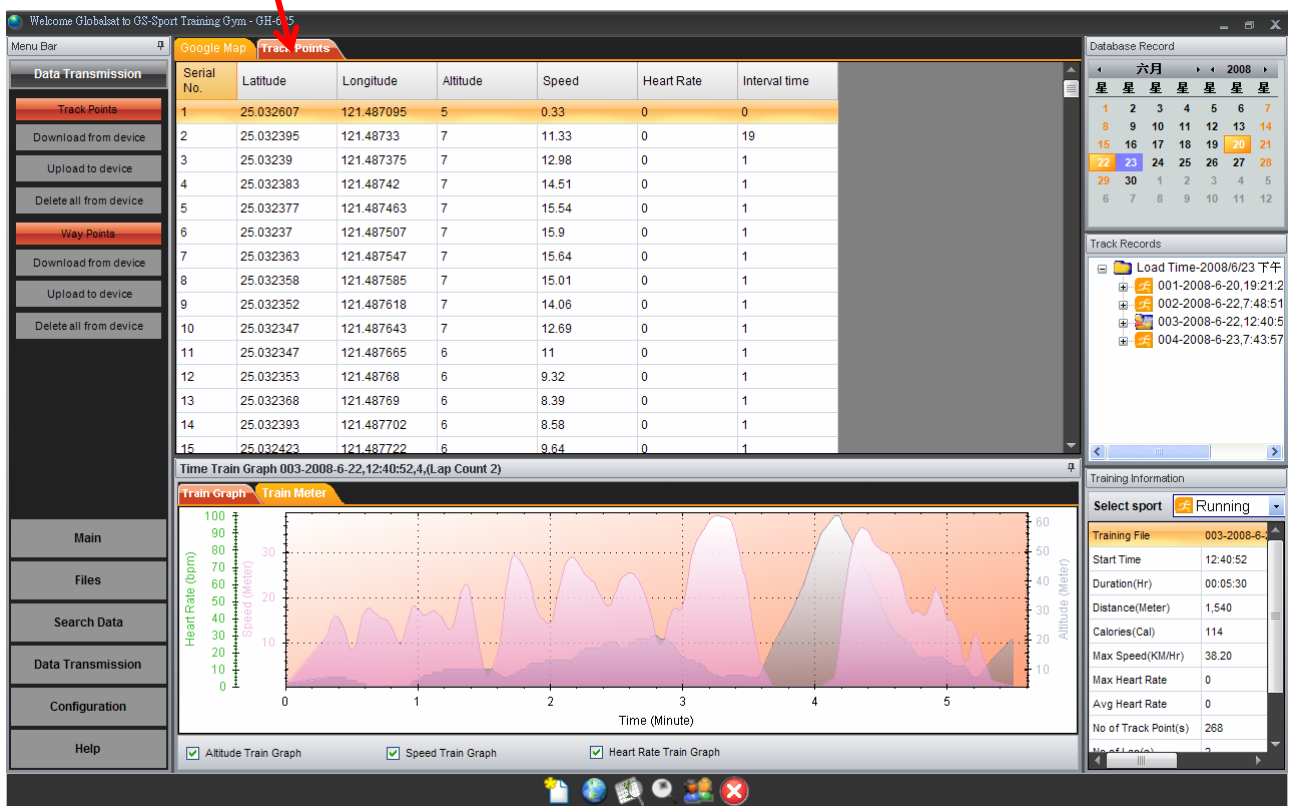 Welcome Globalsat to GS-Sport Training Gym - GH-625
Menu Bar
Data Transmission
Track Points
Download from device
Upload to device
Delete all from device
Way Points
Download from device
Upload to device
Delete all from device
Main
Files
Search Data
Data Transmission
Configuration
Help
Google Map Track Points
Serial No. Latitude Longitude Altitude Speed Heart Rate Interval time
1 25.032607 121.487095 5 0.33 0 0
2 25.032395 121.48733 7 11.33 0 19
3 25.03239 121.487375 7 12.98 0 1
4 25.032383 121.48742 7 14.51 0 1
5 25.032377 121.487463 7 15.54 0 1
6 25.03237 121.487507 7 15.9 0 1
7 25.032363 121.487547 7 15.64 0 1
8 25.032358 121.487585 7 15.01 0 1
9 25.032352 121.487618 7 14.06 0 1
10 25.032347 121.487643 7 12.69 0 1
11 25.032347 121.487665 6 11 0 1
12 25.032353 121.48768 6 9.32 0 1
13 25.032368 121.48769 6 8.39 0 1
14 25.032393 121.487702 6 8.58 0 1
15 25.032423 121.487722 6 9.64 0 1
Time Train Graph 003-2008-6-22,12:40:52,4,(Lap Count 2)
Train Graph Train Meter
Heart Rate (bpm)
100
90
80
70
60
50
40
30
20
10
0
Speed (Meter)
30
20
10
60
50
40
30
20
10
Altitude (Meter)
0 1 2 3 4 5
Time (Minute)
Altitude Train Graph Speed Train Graph Heart Rate Train Graph
Database Record
六月 2008
星 星 星 星 星 星 星
1 2 3 4 5 6 7
8 9 10 11 12 13 14
15 16 17 18 19 20 21
22 23 24 25 26 27 28
29 30 1 2 3 4 5
6 7 8 9 10 11 12
Track Records
Load Time-2008/6/23 下午
001-2008-6-20,19:21:2
002-2008-6-22,7:48:51
003-2008-6-22,12:40:5
004-2008-6-23,7:43:57
Training Information
Select sport Running
Training File 003-2008-6-2
Start Time 12:40:52
Duration(Hr) 00:05:30
Distance(Meter) 1,540
Calories(Cal) 114
Max Speed(KM/Hr) 38.20
Max Heart Rate 0
Avg Heart Rate 0
No of Track Point(s) 268
No of Lap(s) 2